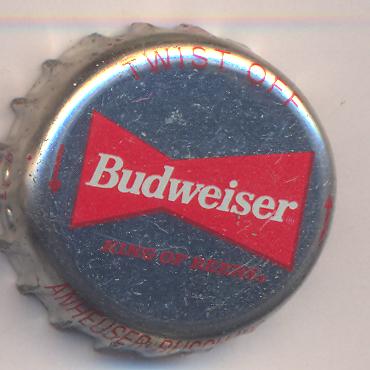 TWIST OFF
Budweiser
KING OF BEERS®
ANHEUSER-BUSCH